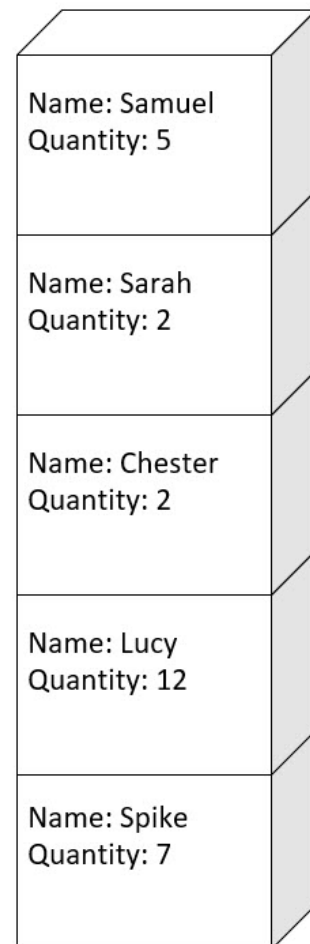 Name: Samuel
Quantity: 5
Name: Sarah
Quantity: 2
Name: Chester
Quantity: 2
Name: Lucy
Quantity: 12
Name: Spike
Quantity: 7